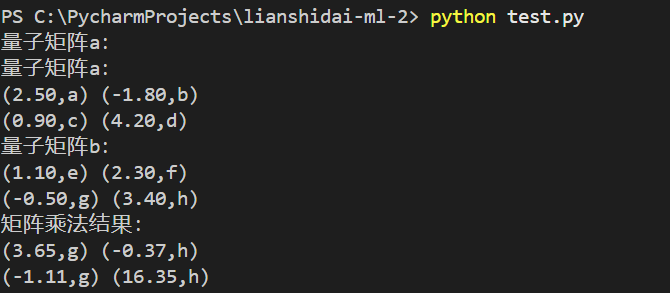 PS C:\PycharmProjects\lianshidai-ml-2> python test.py
量子矩阵a:
量子矩阵a:
(2.50,a) (-1.80,b)
(0.90,c) (4.20,d)
量子矩阵b:
(1.10,e) (2.30,f)
(-0.50,g) (3.40,h)
矩阵乘法结果:
(3.65,g) (-0.37,h)
(-1.11,g) (16.35,h)